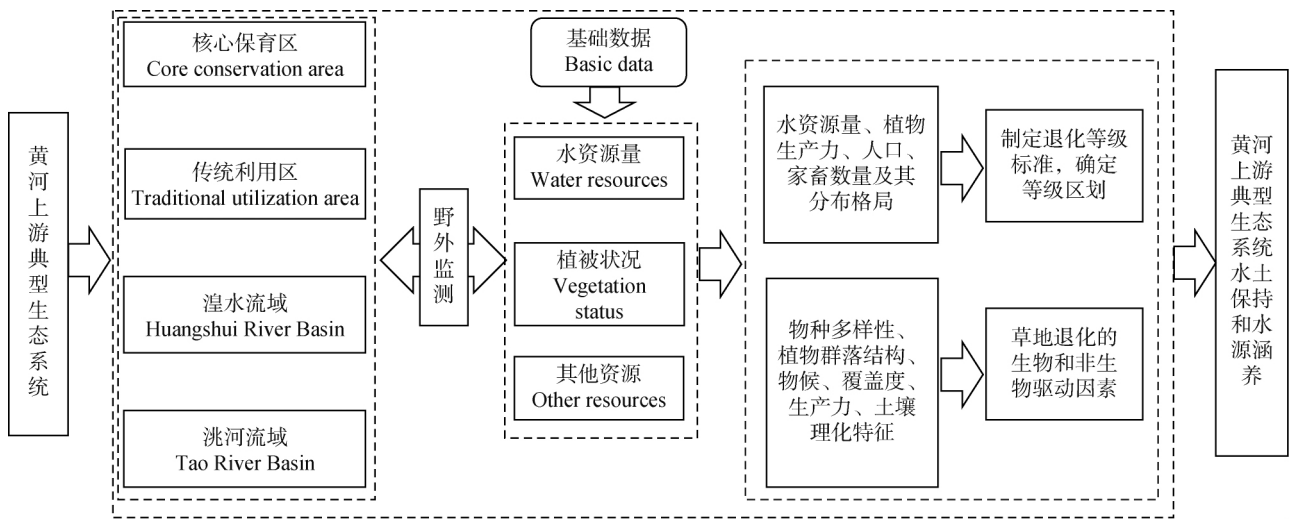 黄河上游典型生态系统
核心保育区
Core conservation area
传统利用区
Traditional utilization area
湟水流域
Huangshui River Basin
洮河流域
Tao River Basin
野外监测
基础数据
Basic data
水资源量
Water resources
植被状况
Vegetation
status
其他资源
Other resources
水资源量、植物
生产力、人口、
家畜数量及其
分布格局
制定退化等级
标准，确定
等级区划
物种多样性、
植物群落结构、
物候、覆盖度、
生产力、土壤
理化特征
草地退化的
生物和非生
物驱动因素
黄河
上游
典型
生态
系统
水土
保持
和水
源涵
养